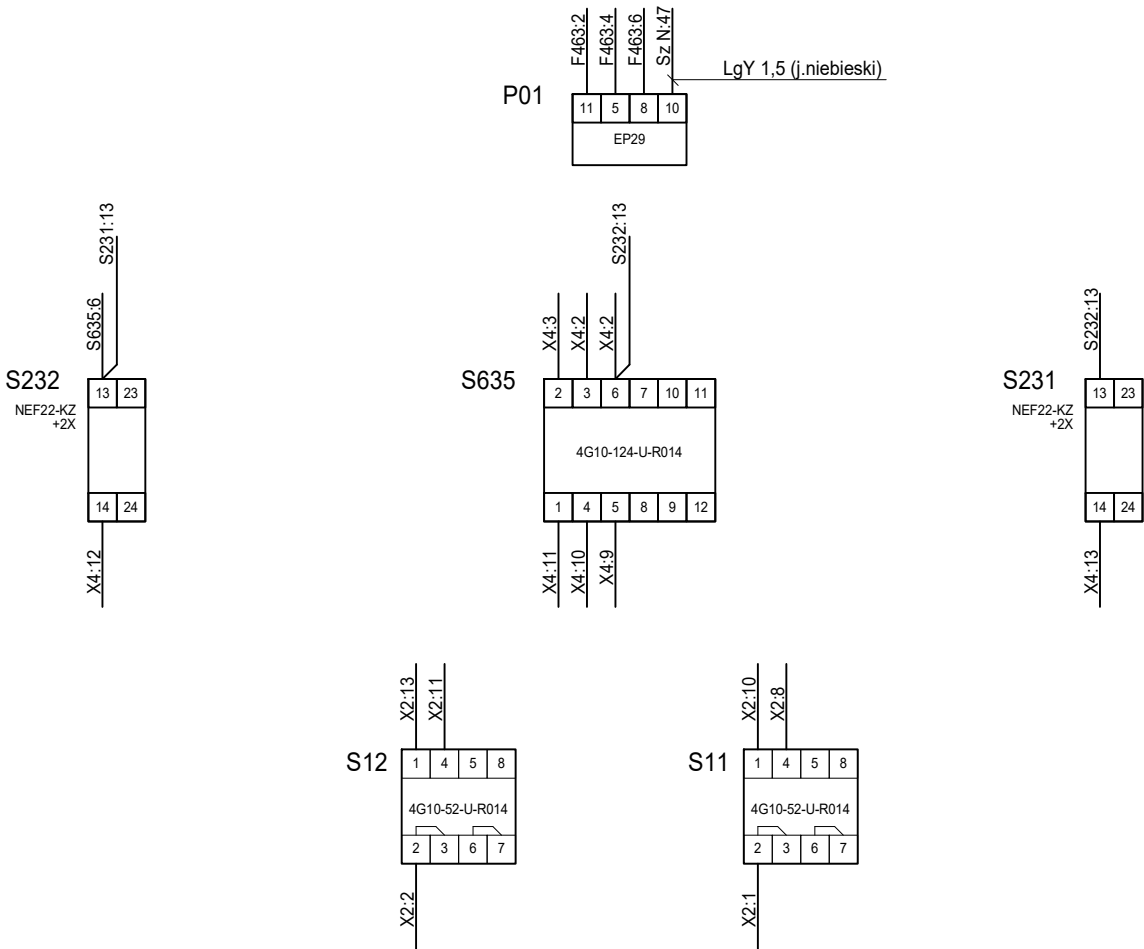 F463:2
F463:4
F463:6
Sz N:47
LgY 1,5 (j.niebieski)
P01
11 5 8 10
EP29
S635:6
S231:13
S232
NEF22-KZ
+2X
13 23
14 24
X4:12
X4:3
X4:2
X4:2
S232:13
S635
2 3 6 7 10 11
4G10-124-U-R014
1 4 5 8 9 12
X4:11
X4:10
X4:9
S232:13
S231
NEF22-KZ
+2X
13 23
14 24
X4:13
X2:13
X2:11
S12
1 4 5 8
4G10-52-U-R014
2 3 6 7
X2:2
X2:10
X2:8
S11
1 4 5 8
4G10-52-U-R014
2 3 6 7
X2:1